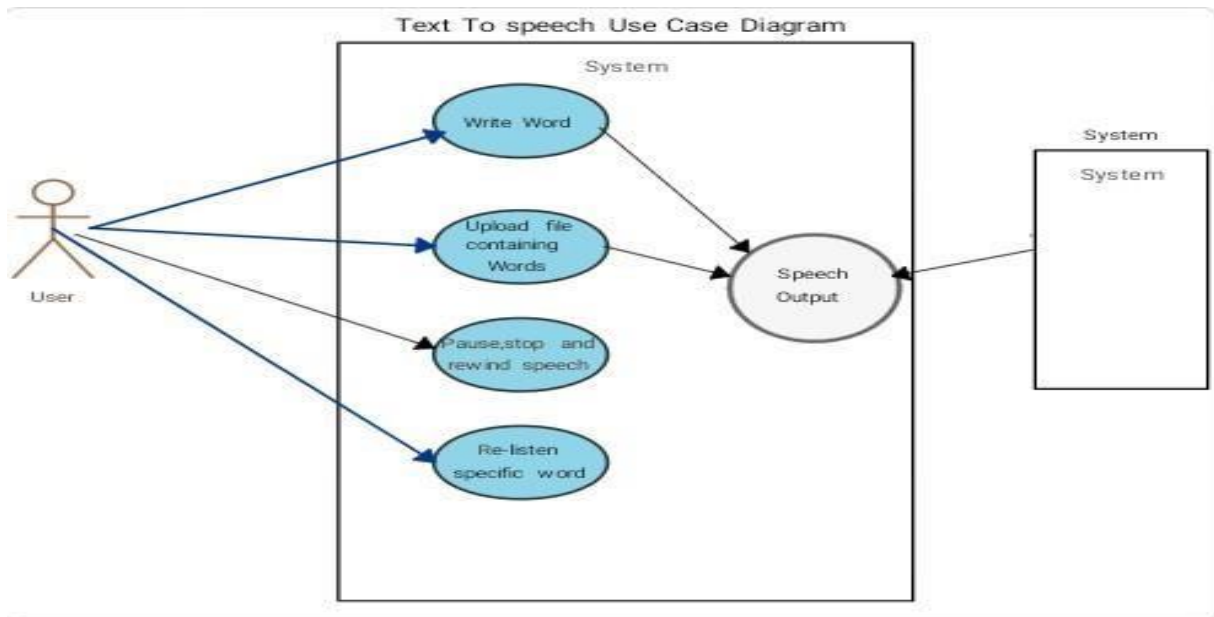 Text To speech Use Case Diagram
System
Write Word
Upload file
containing
Words
Pause,stop and
rewind speech
Re-listen
specific word
Speech
Output
User
System
System